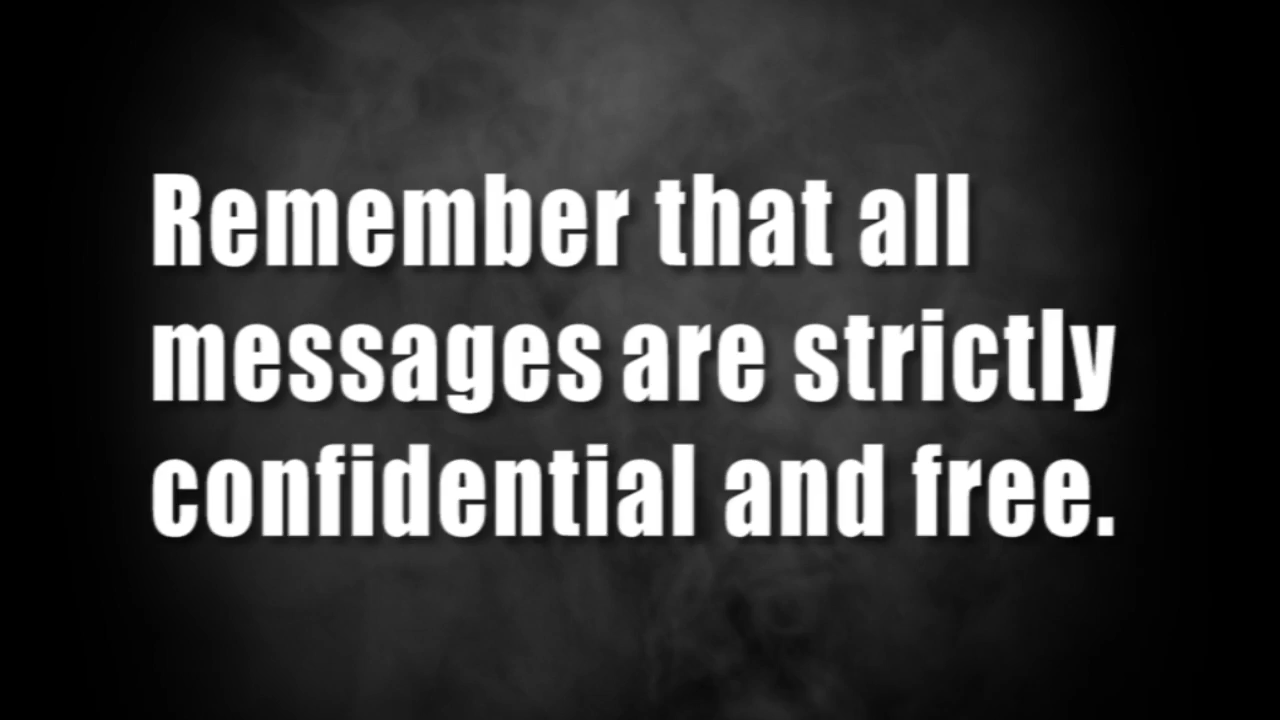 Remember that all
messages are strictly
confidential and free.